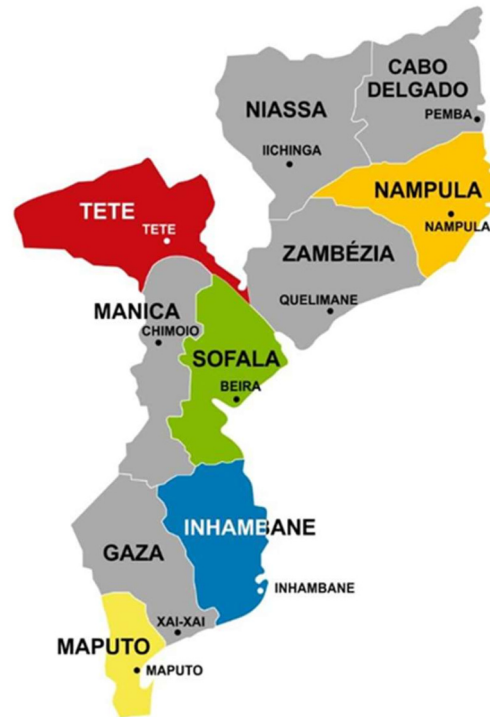 CABO
DELGADO
PEMBA
NIASSA
IICHINGA
NAMPULA
NAMPULA
TETE
TETE
ZAMBÉZIA
QUELIMANE
MANICA
CHIMOIO
SOFALA
BEIRA
INHAMBANE
INHAMBANE
GAZA
XAI-XAI
MAPUTO
MAPUTO